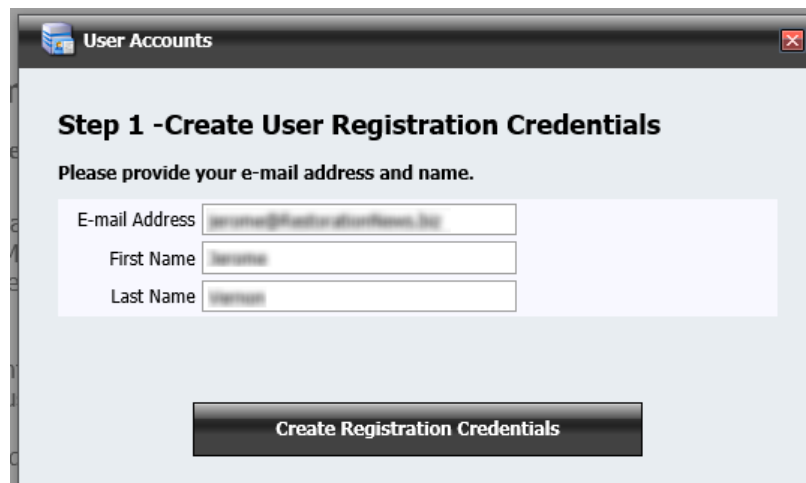 User Accounts
Step 1 -Create User Registration Credentials
Please provide your e-mail address and name.
E-mail Address
First Name
Last Name
Create Registration Credentials